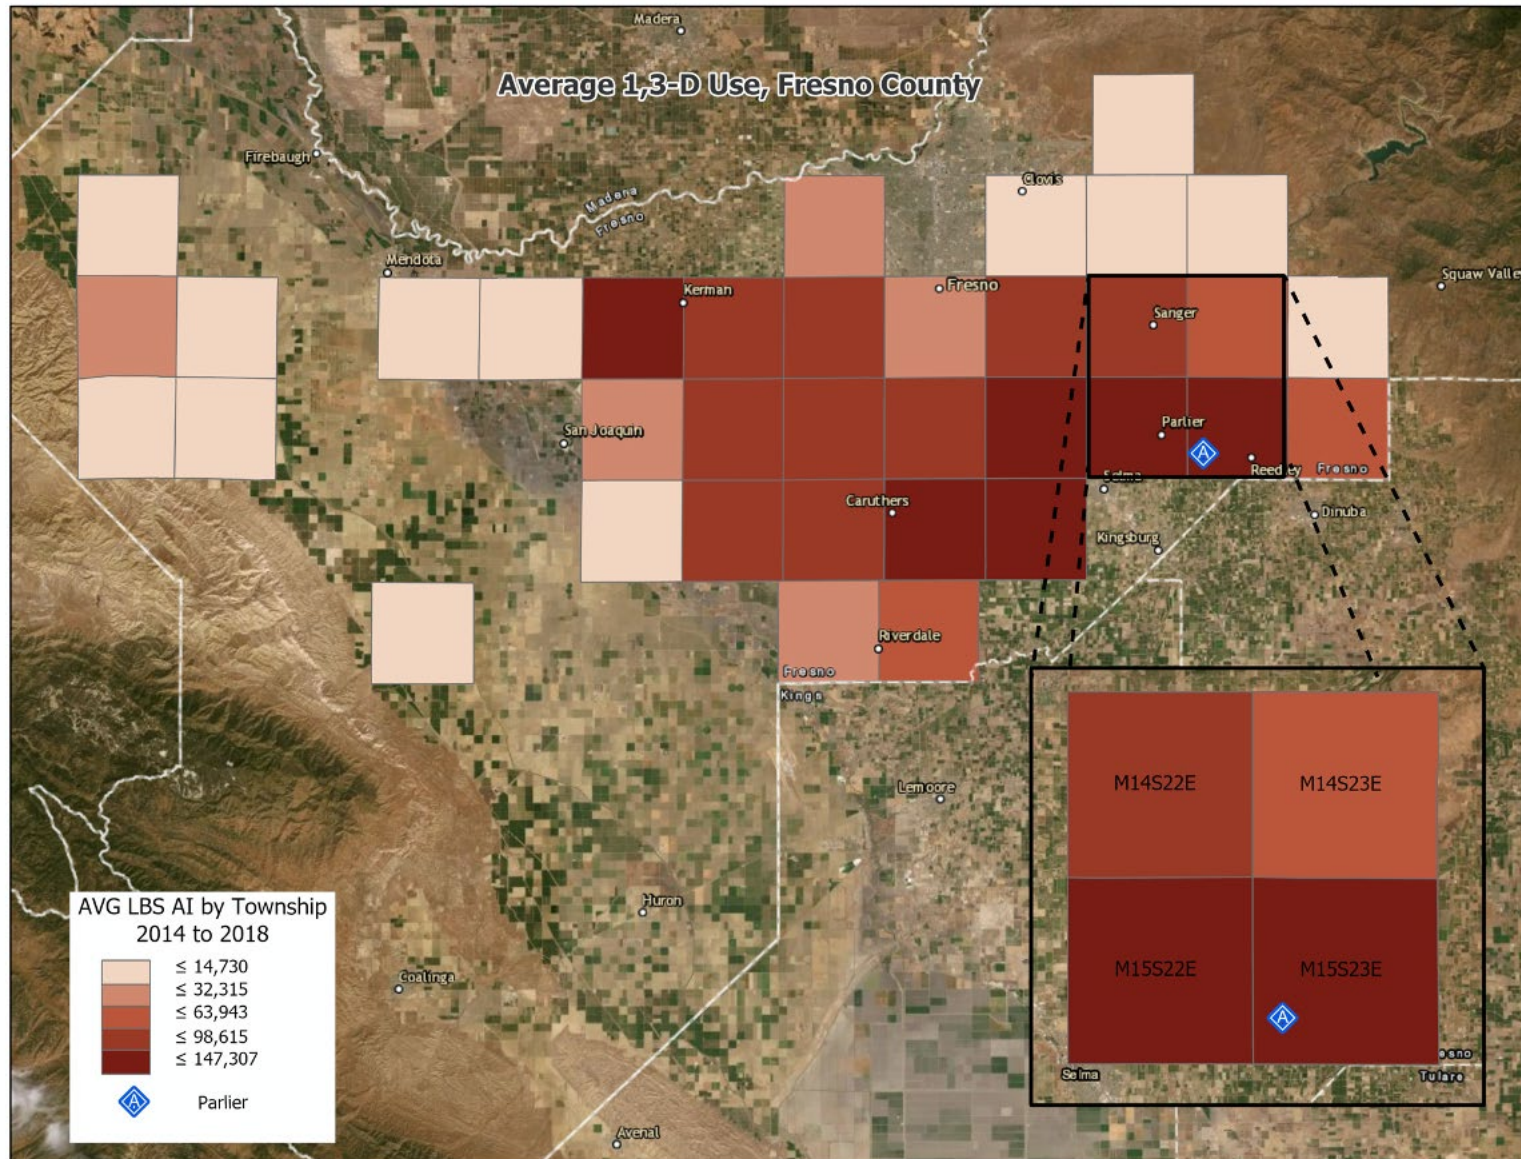 Madera
Average 1,3-D Use, Fresno County
Firebaugh
Clovis
Madera
Fresno
Mendota
Squaw Valle
Kerman
Fresno
Sanger
San Joaquin
Parlier
A
Reedley
Fresno
Selma
Caruthers
Dinuba
Kingsburg
Riverdale
Fresno
Kings
Lemoore
M14S22E
M14S23E
Huron
Coalinga
M15S22E
M15S23E
A
esno
Selma
Tulare
Avenal
AVG LBS AI by Township
2014 to 2018
≤ 14,730
≤ 32,315
≤ 63,943
≤ 98,615
≤ 147,307
A
Parlier